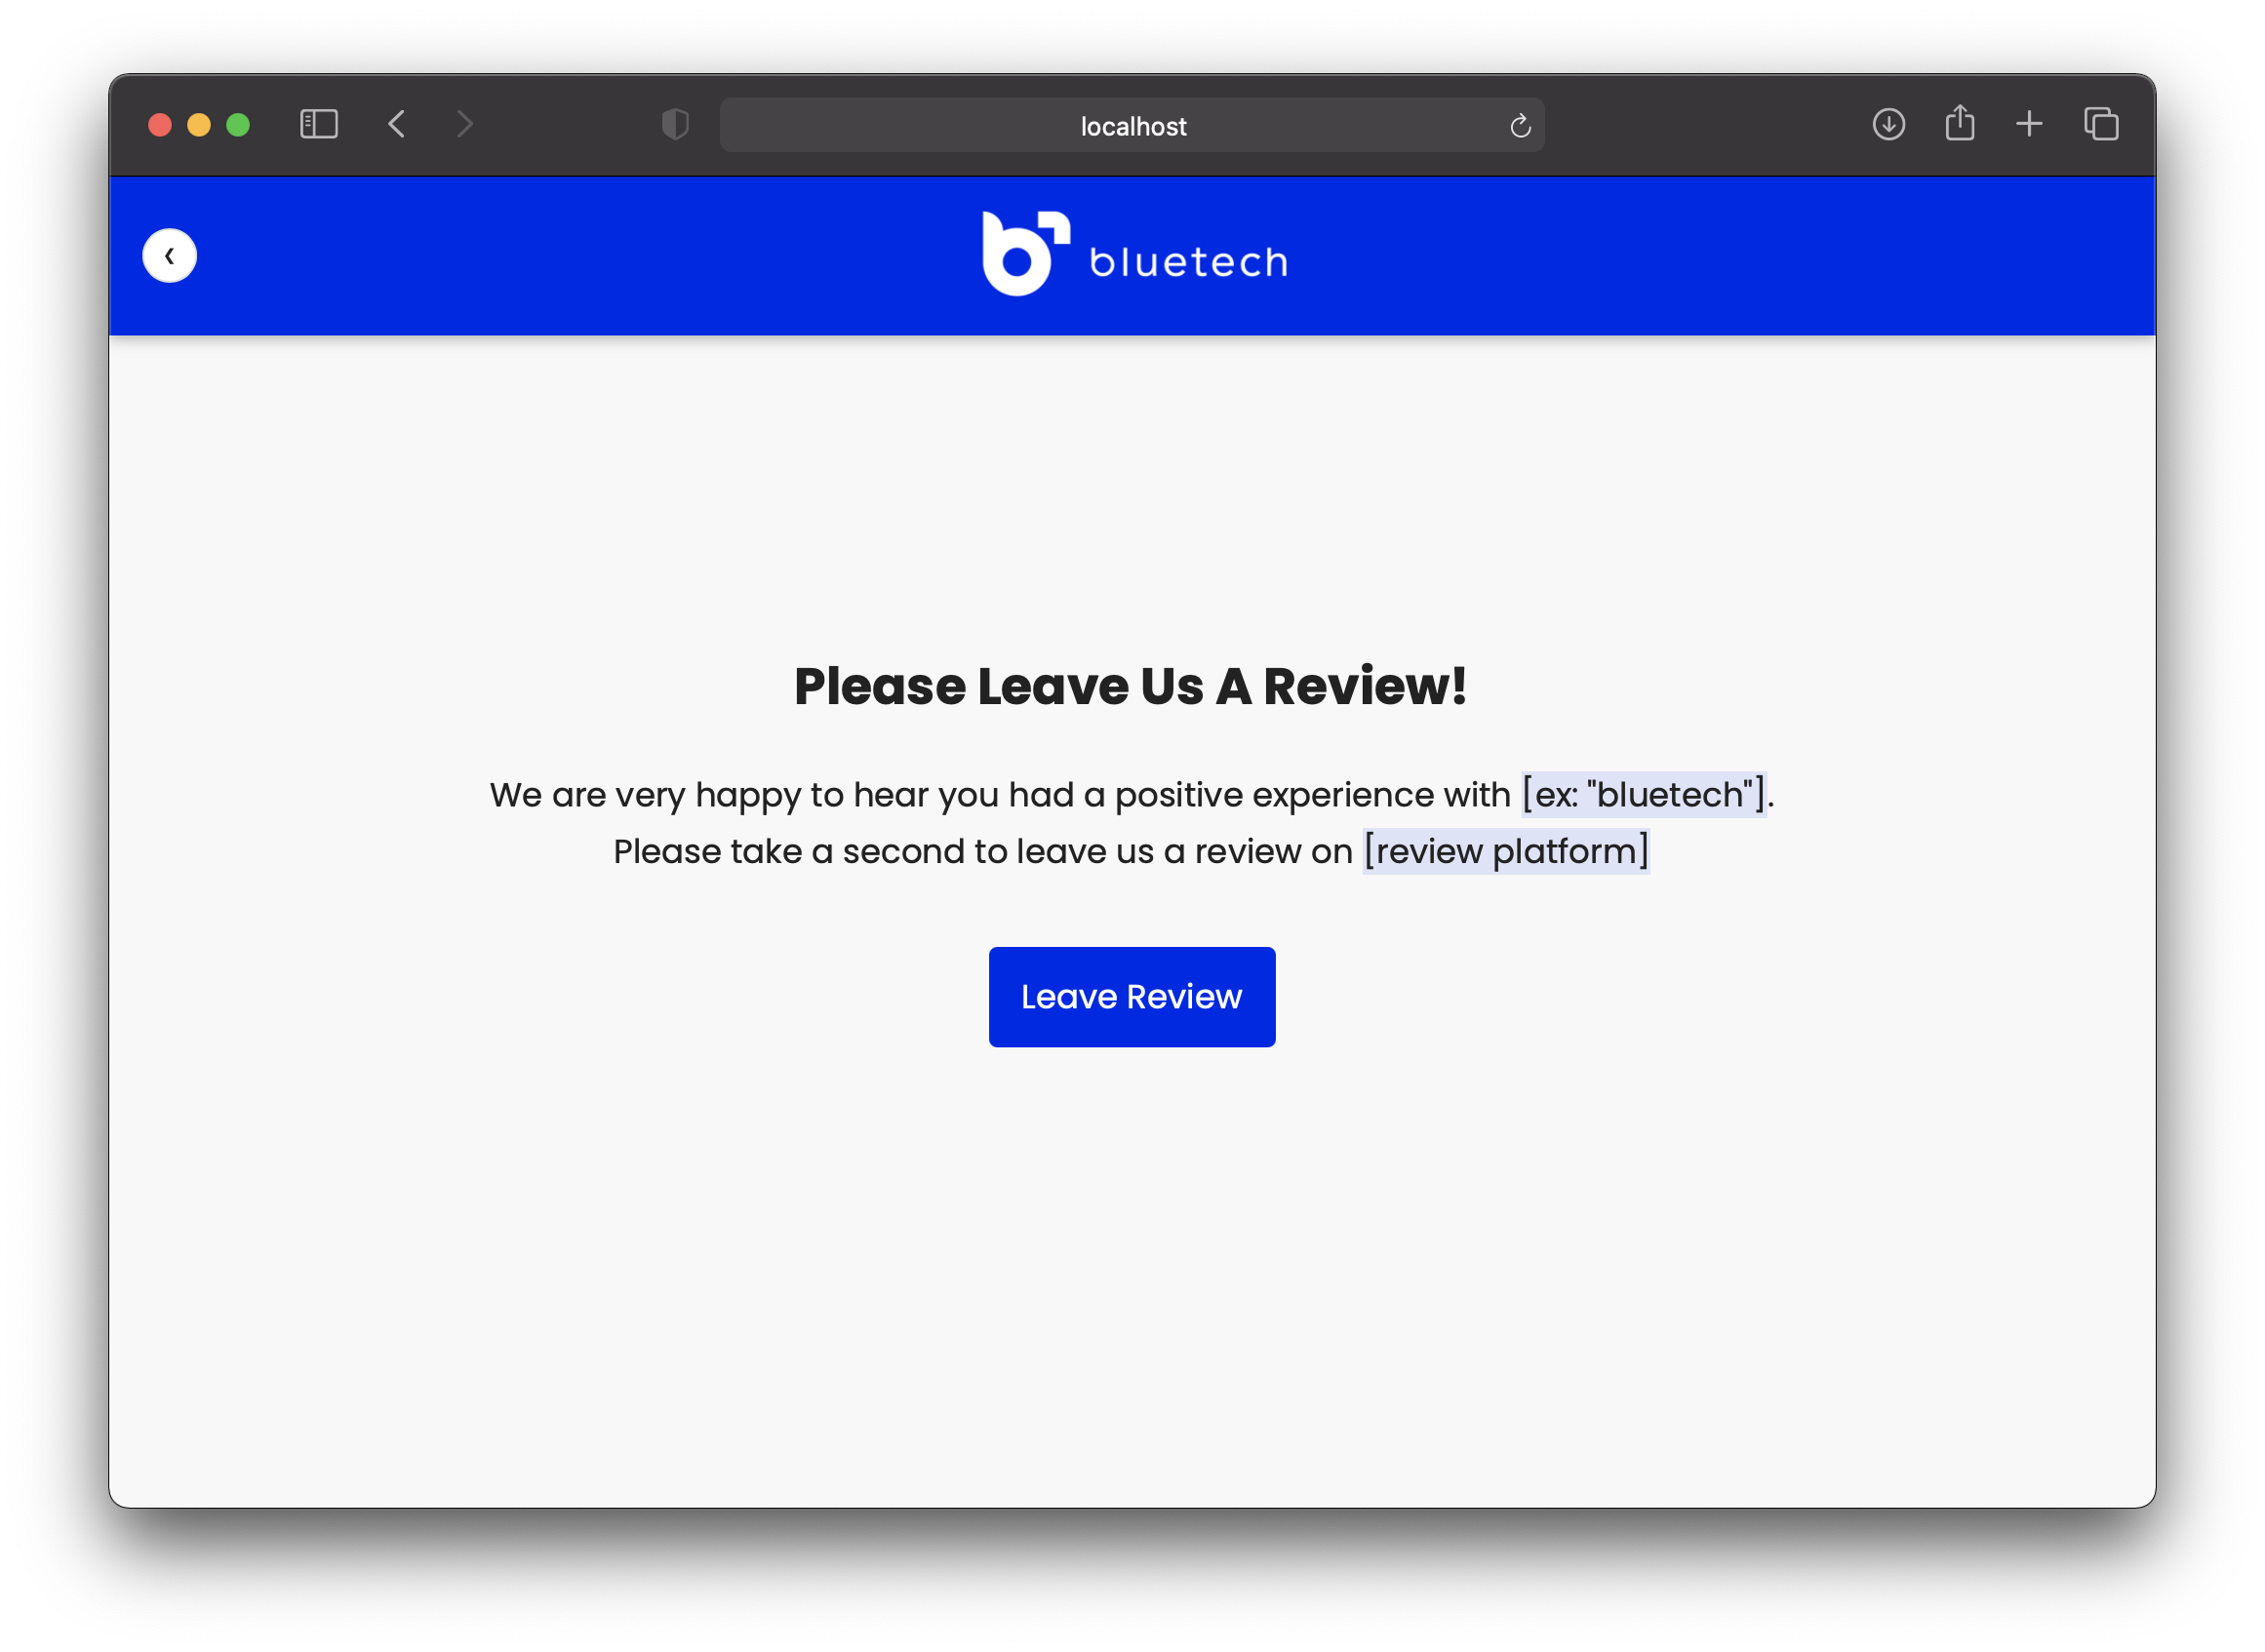 localhost
bluetech
Please Leave Us A Review!
We are very happy to hear you had a positive experience with [ex: "bluetech"].
Please take a second to leave us a review on [review platform]
Leave Review